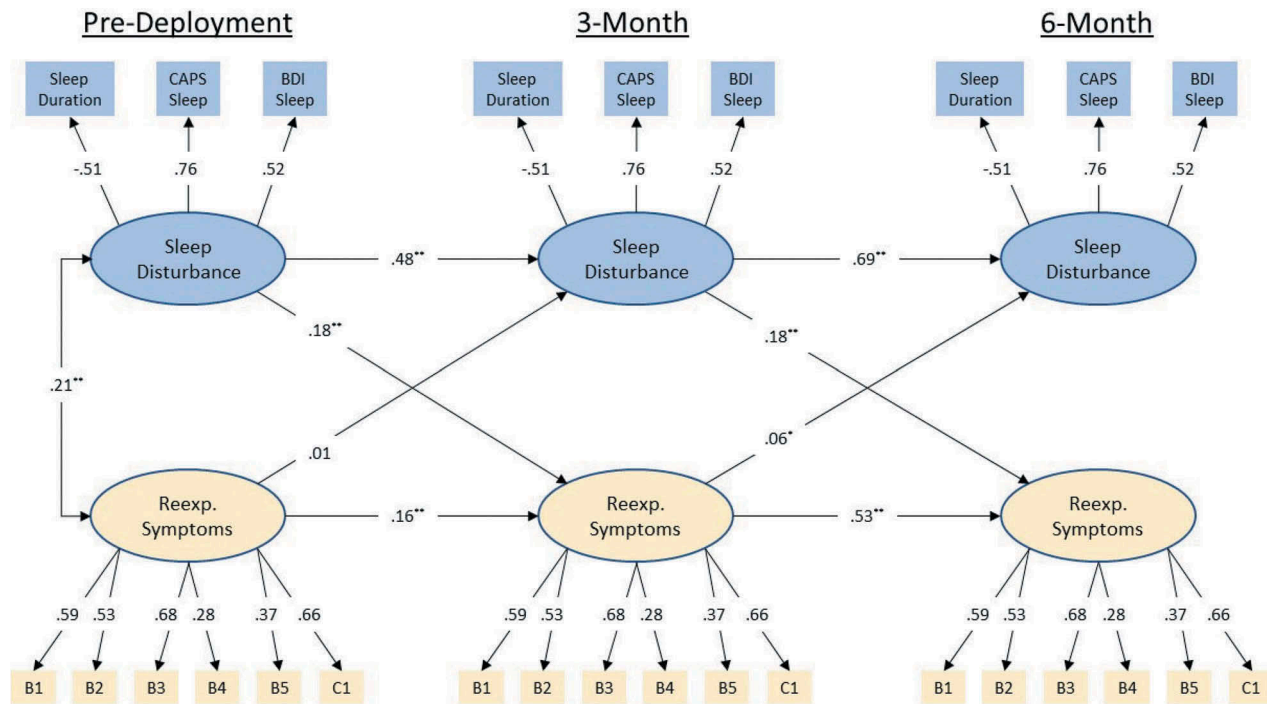 Pre-Deployment
3-Month
6-Month
Sleep
Duration
CAPS
Sleep
BDI
Sleep
Sleep
Duration
CAPS
Sleep
BDI
Sleep
Sleep
Duration
CAPS
Sleep
BDI
Sleep
-.51
.76
.52
-.51
.76
.52
-.51
.76
.52
Sleep
Disturbance
.48**
Sleep
Disturbance
.69**
Sleep
Disturbance
.18**
.18**
.21**
.01
.06*
Reexp.
Symptoms
.16**
Reexp.
Symptoms
.53**
Reexp.
Symptoms
.59
.53
.68
.28
.37
.66
.59
.53
.68
.28
.37
.66
.59
.53
.68
.28
.37
.66
B1
B2
B3
B4
B5
C1
B1
B2
B3
B4
B5
C1
B1
B2
B3
B4
B5
C1